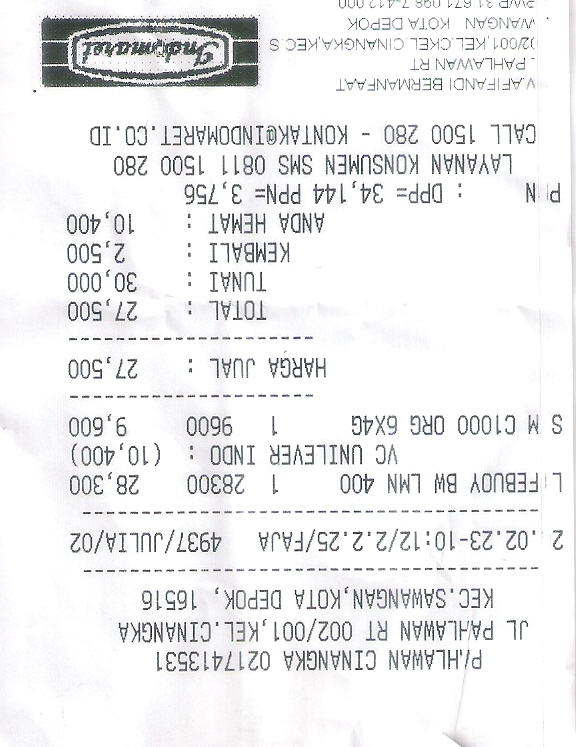 P/.HLAWAN CINANGKA 0217413531
JL PAHLAWAN RT 002/001,KEL.CINANGKA
KEC.SAWANGAN,KOTA DEPOK, 16516
2 .02.23-10:12/2.2.25/FAJA 4937/JULIA/02
L FEBUOY BW LMN 400 1 28300 28,300
VC UNILEVER INDO : (10,400)
S M C1000 ORG 6X4G 1 9600 9,600
HARGA JUAL : 27,500
TOTAL : 27,500
TUNAI : 30,000
KEMBALI : 2,500
ANDA HEMAT : 10,400
P N : DPP= 34,144 PPN= 3,756
LAYANAN KONSUMEN SMS 0811 1500 280
CALL 1500 280 - KONTAK@INDOMARET.CO.ID
Indomaret
V.AFIFANDI BERMANFAAT
. PAHLAWAN RT
02/001,KEL.CKEL CINANGKA,KEC S
WANGAN KOTA DEPOK
PWP 31.671.098.7-412.000